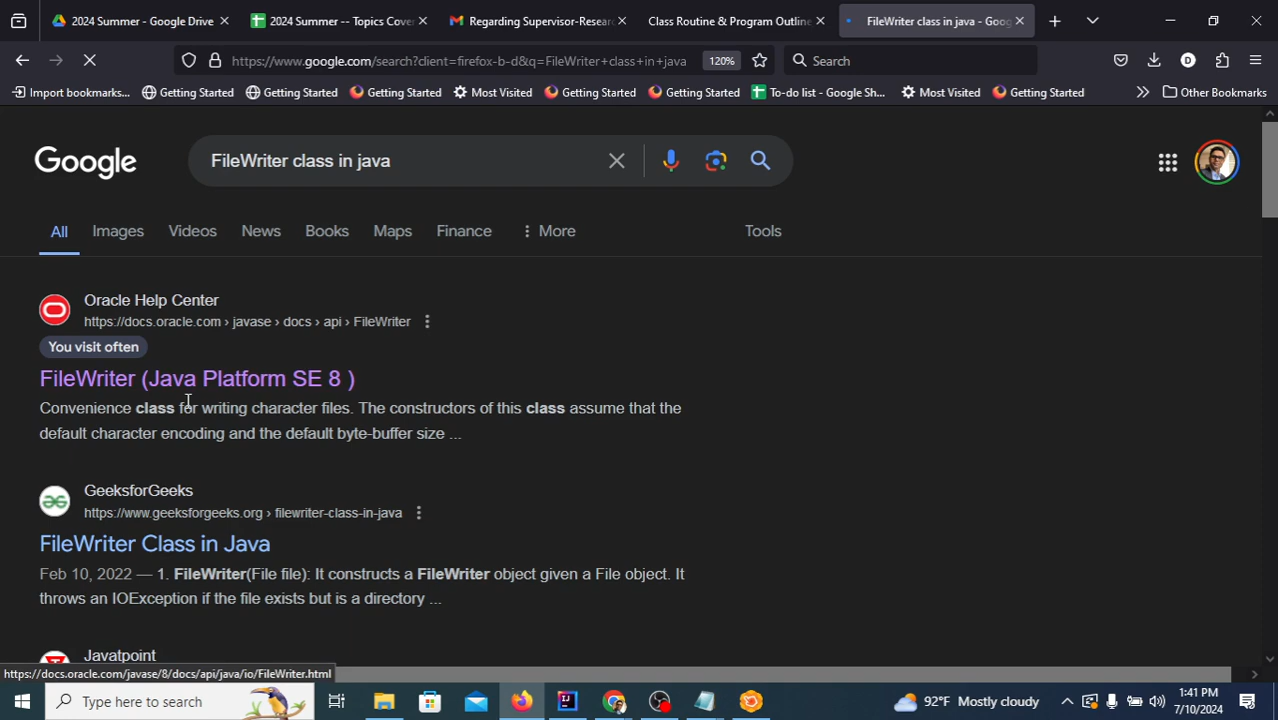 2024 Summer - Google Drive
2024 Summer -- Topics Cover
Regarding Supervisor-Resear
Class Routine & Program Outline
FileWriter class in java - Goog
https://www.google.com/search?client=firefox-b-d&q=FileWriter+class+in+java
120%
Search
Import bookmarks...
Getting Started
Getting Started
Getting Started
Most Visited
Getting Started
Getting Started
To-do list - Google Sh...
Most Visited
Getting Started
Other Bookmarks
Google
FileWriter class in java
All
Images
Videos
News
Books
Maps
Finance
More
Tools
Oracle Help Center
https://docs.oracle.com › javase › docs › api › FileWriter
You visit often
FileWriter (Java Platform SE 8 )
Convenience class for writing character files. The constructors of this class assume that the
default character encoding and the default byte-buffer size ...
GeeksforGeeks
https://www.geeksforgeeks.org › filewriter-class-in-java
FileWriter Class in Java
Feb 10, 2022 — 1. FileWriter(File file): It constructs a FileWriter object given a File object. It
throws an IOException if the file exists but is a directory ...
Javatpoint
https://docs.oracle.com/javase/8/docs/api/java/io/FileWriter.html
Type here to search
92°F Mostly cloudy
1:41 PM
7/10/2024